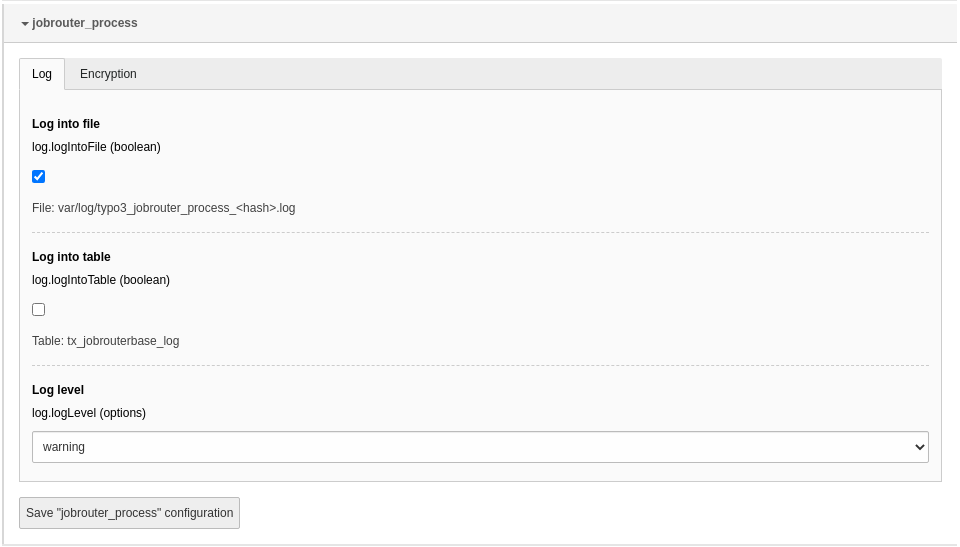 jobrouter_process
Log Encryption
Log into file
log.logIntoFile (boolean)
File: var/log/typo3_jobrouter_process_<hash>.log
Log into table
log.logIntoTable (boolean)
Table: tx_jobrouterbase_log
Log level
log.logLevel (options)
warning
Save "jobrouter_process" configuration